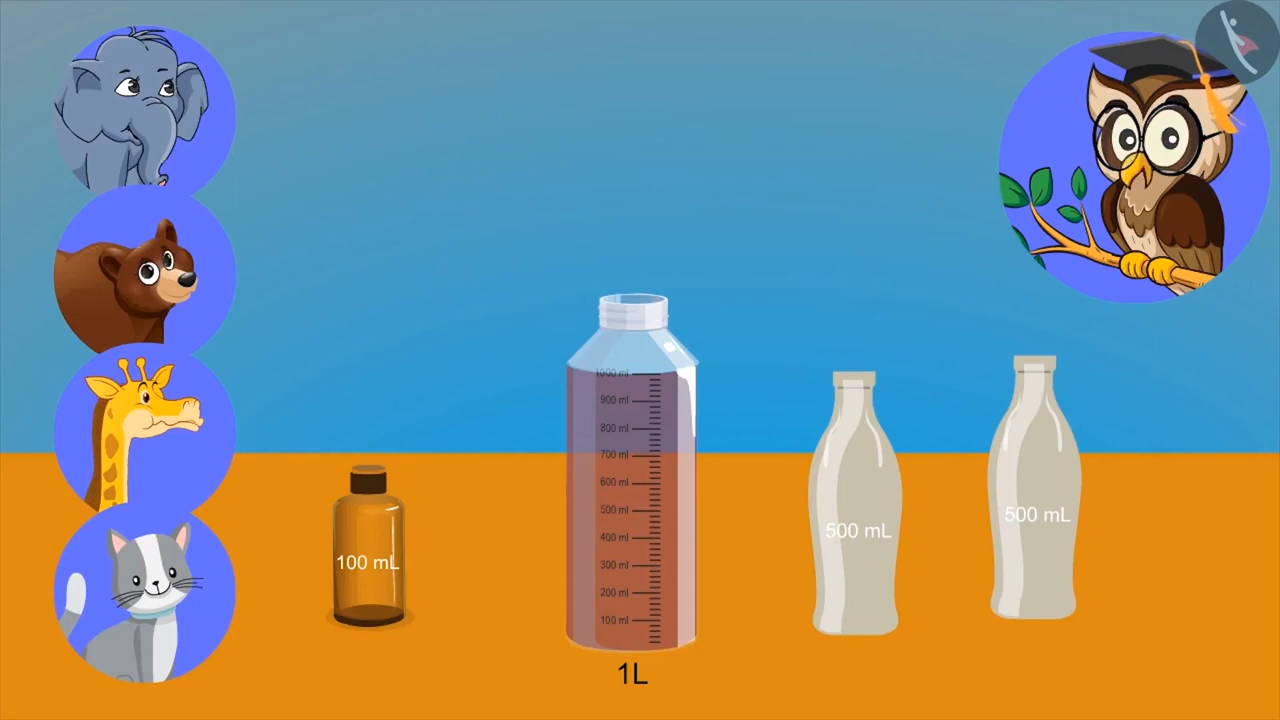 1000 ml
900 ml
800 ml
700 ml
600 ml
500 ml
400 ml
300 ml
200 ml
100 ml
100 mL
500 mL
500 mL
1L